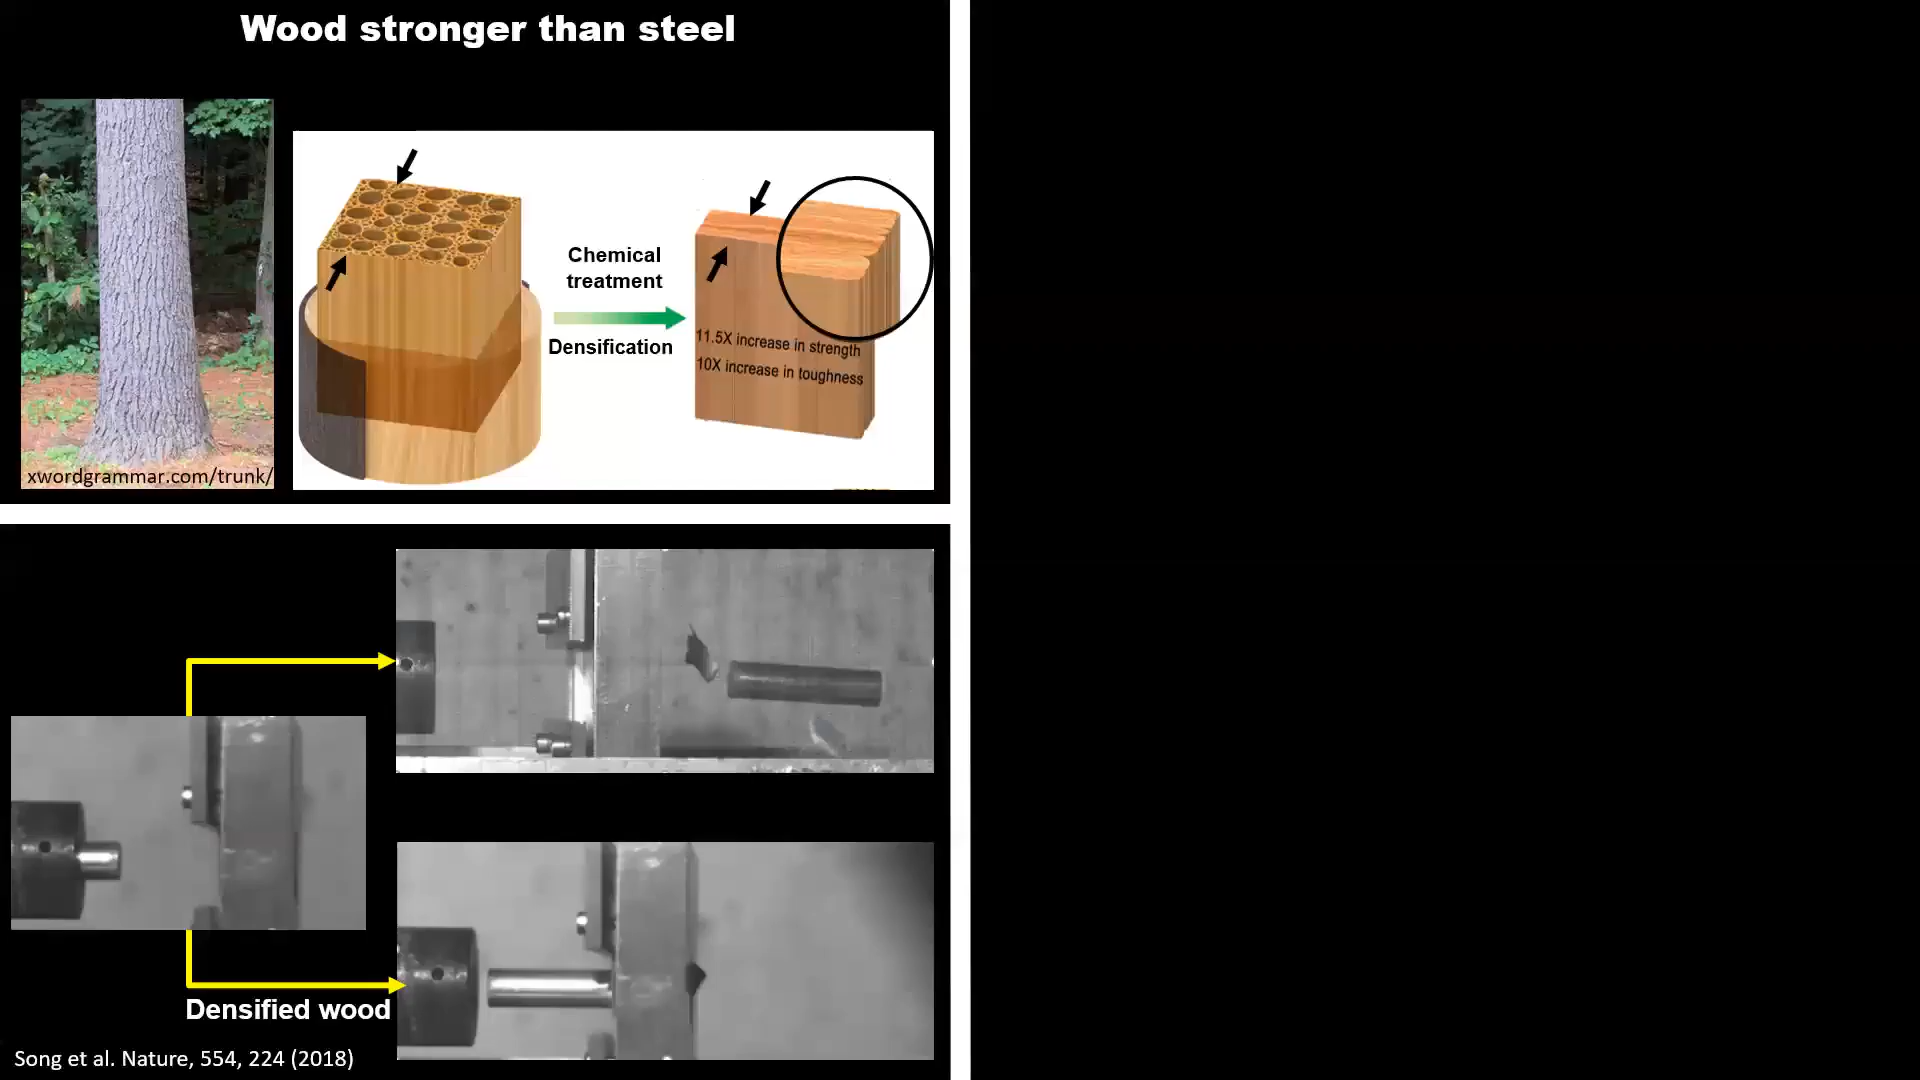 Wood stronger than steel
xwordgrammar.com/trunk/
Chemical
treatment
Densification
11.5X increase in strength
10X increase in toughness
Densified wood
Song et al. Nature, 554, 224 (2018)